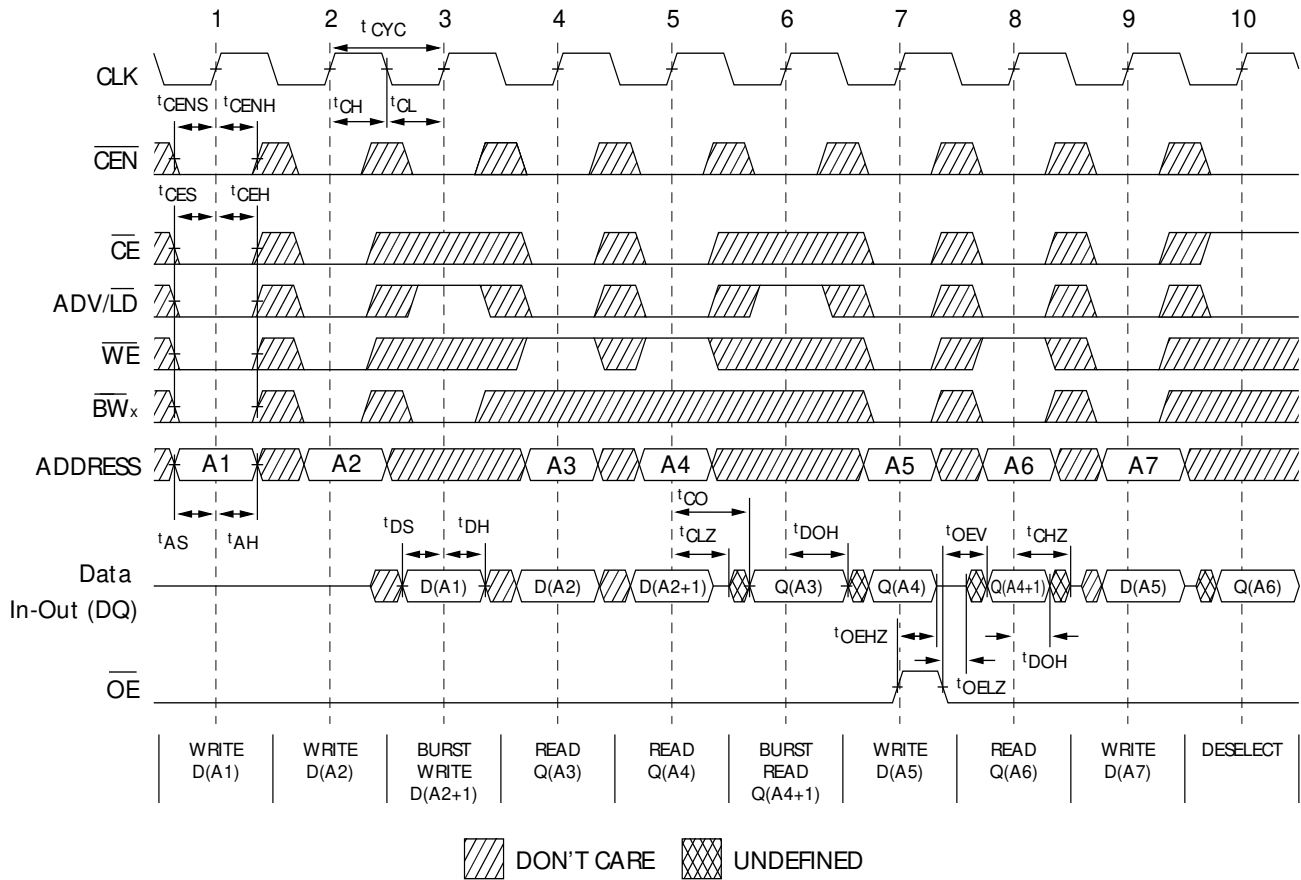 1 2 3 4 5 6 7 8 9 10
tCYC
CLK
tCENS tCENH tCH tCL
CEN
tCES tCEH
CE
ADV/LD
WE
BWx
ADDRESS A1 A2 A3 A4 A5 A6 A7
tAS tAH tDS tDH tCO tCLZ tDOH tOEV tCHZ
Data
In-Out (DQ)
D(A1) D(A2) D(A2+1) Q(A3) Q(A4) Q(A4+1) D(A5) Q(A6)
tOEHZ tDOH
tOELZ
OE
WRITE
D(A1)
WRITE
D(A2)
BURST
WRITE
D(A2+1)
READ
Q(A3)
READ
Q(A4)
BURST
READ
Q(A4+1)
WRITE
D(A5)
READ
Q(A6)
WRITE
D(A7)
DESELECT
DON'T CARE UNDEFINED